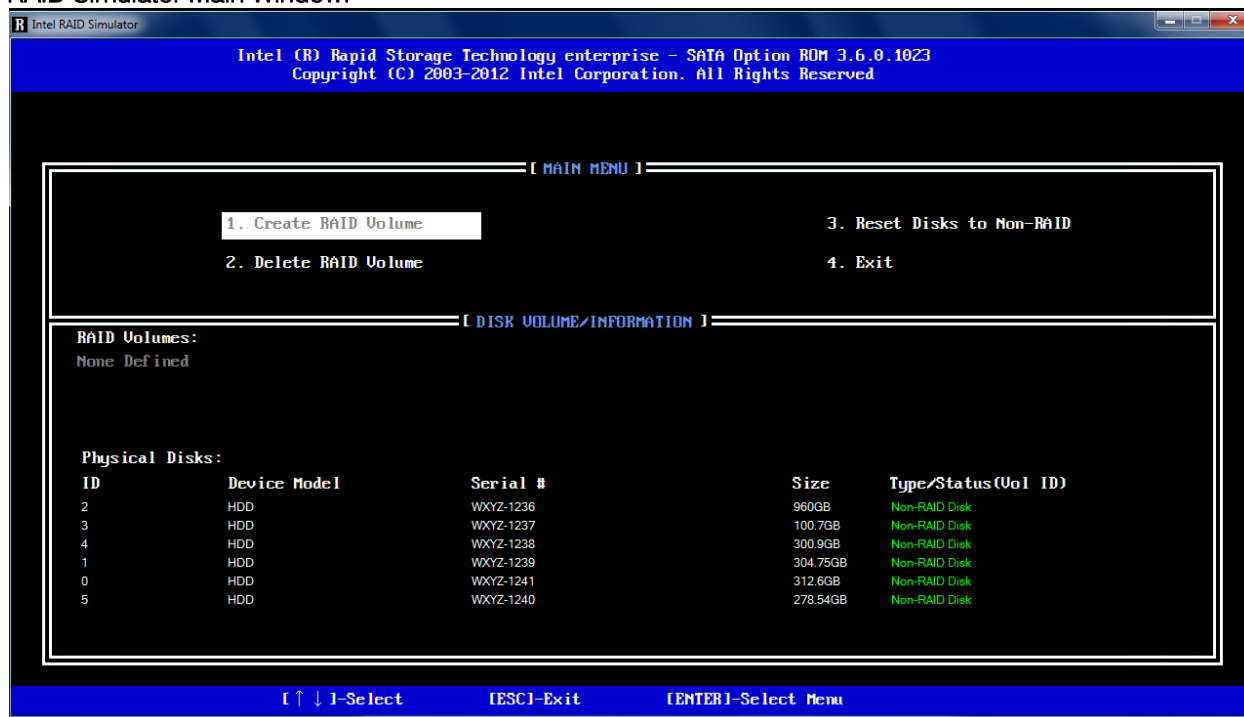 RAID Simulator Main Window.
R Intel RAID Simulator
Intel (R) Rapid Storage Technology enterprise - SATA Option ROM 3.6.0.1023
Copyright (C) 2003-2012 Intel Corporation. All Rights Reserved
[ MAIN MENU ]
1. Create RAID Volume 3. Reset Disks to Non-RAID
2. Delete RAID Volume 4. Exit
[ DISK VOLUME/INFORMATION ]
RAID Volumes:
None Defined
Physical Disks:
ID Device Model Serial # Size Type/Status(Vol ID)
2 HDD WXYZ-1236 960GB Non-RAID Disk
3 HDD WXYZ-1237 100.7GB Non-RAID Disk
4 HDD WXYZ-1238 300.9GB Non-RAID Disk
1 HDD WXYZ-1239 304.75GB Non-RAID Disk
0 HDD WXYZ-1241 312.6GB Non-RAID Disk
5 HDD WXYZ-1240 278.54GB Non-RAID Disk
[↑↓]-Select [ESC]-Exit [ENTER]-Select Menu